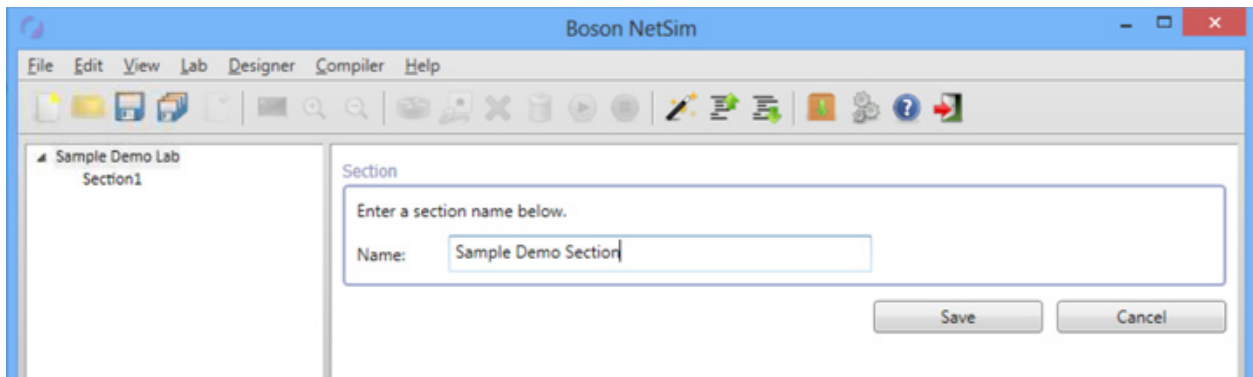 Boson NetSim
File Edit View Lab Designer Compiler Help
Sample Demo Lab
Section1
Section
Enter a section name below.
Name: Sample Demo Section
Save Cancel